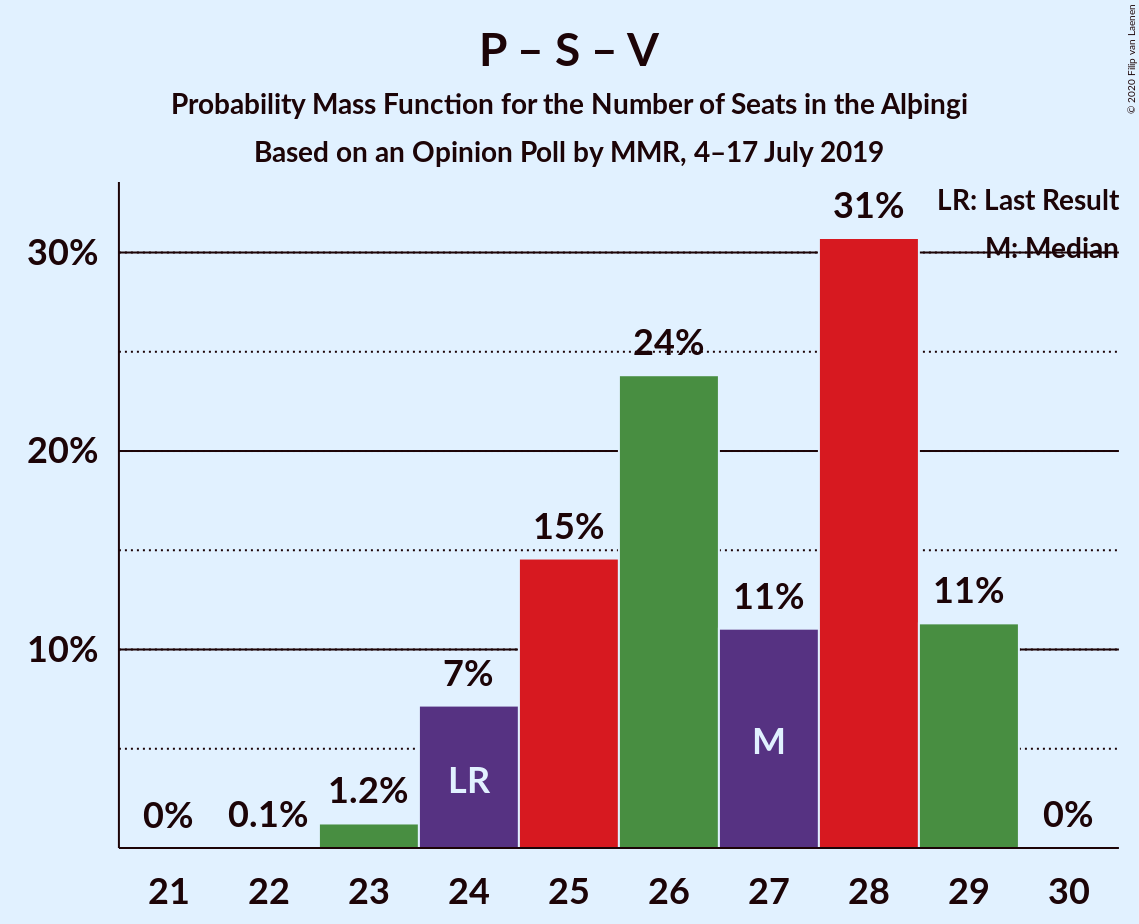 P – S – V
Probability Mass Function for the Number of Seats in the Alþingi
Based on an Opinion Poll by MMR, 4–17 July 2019
© 2020 Filip van Laenen
LR: Last Result
M: Median
30%
20%
10%
0%
0.1%
1.2%
7%
15%
24%
11%
31%
11%
0%
LR
M
21 22 23 24 25 26 27 28 29 30